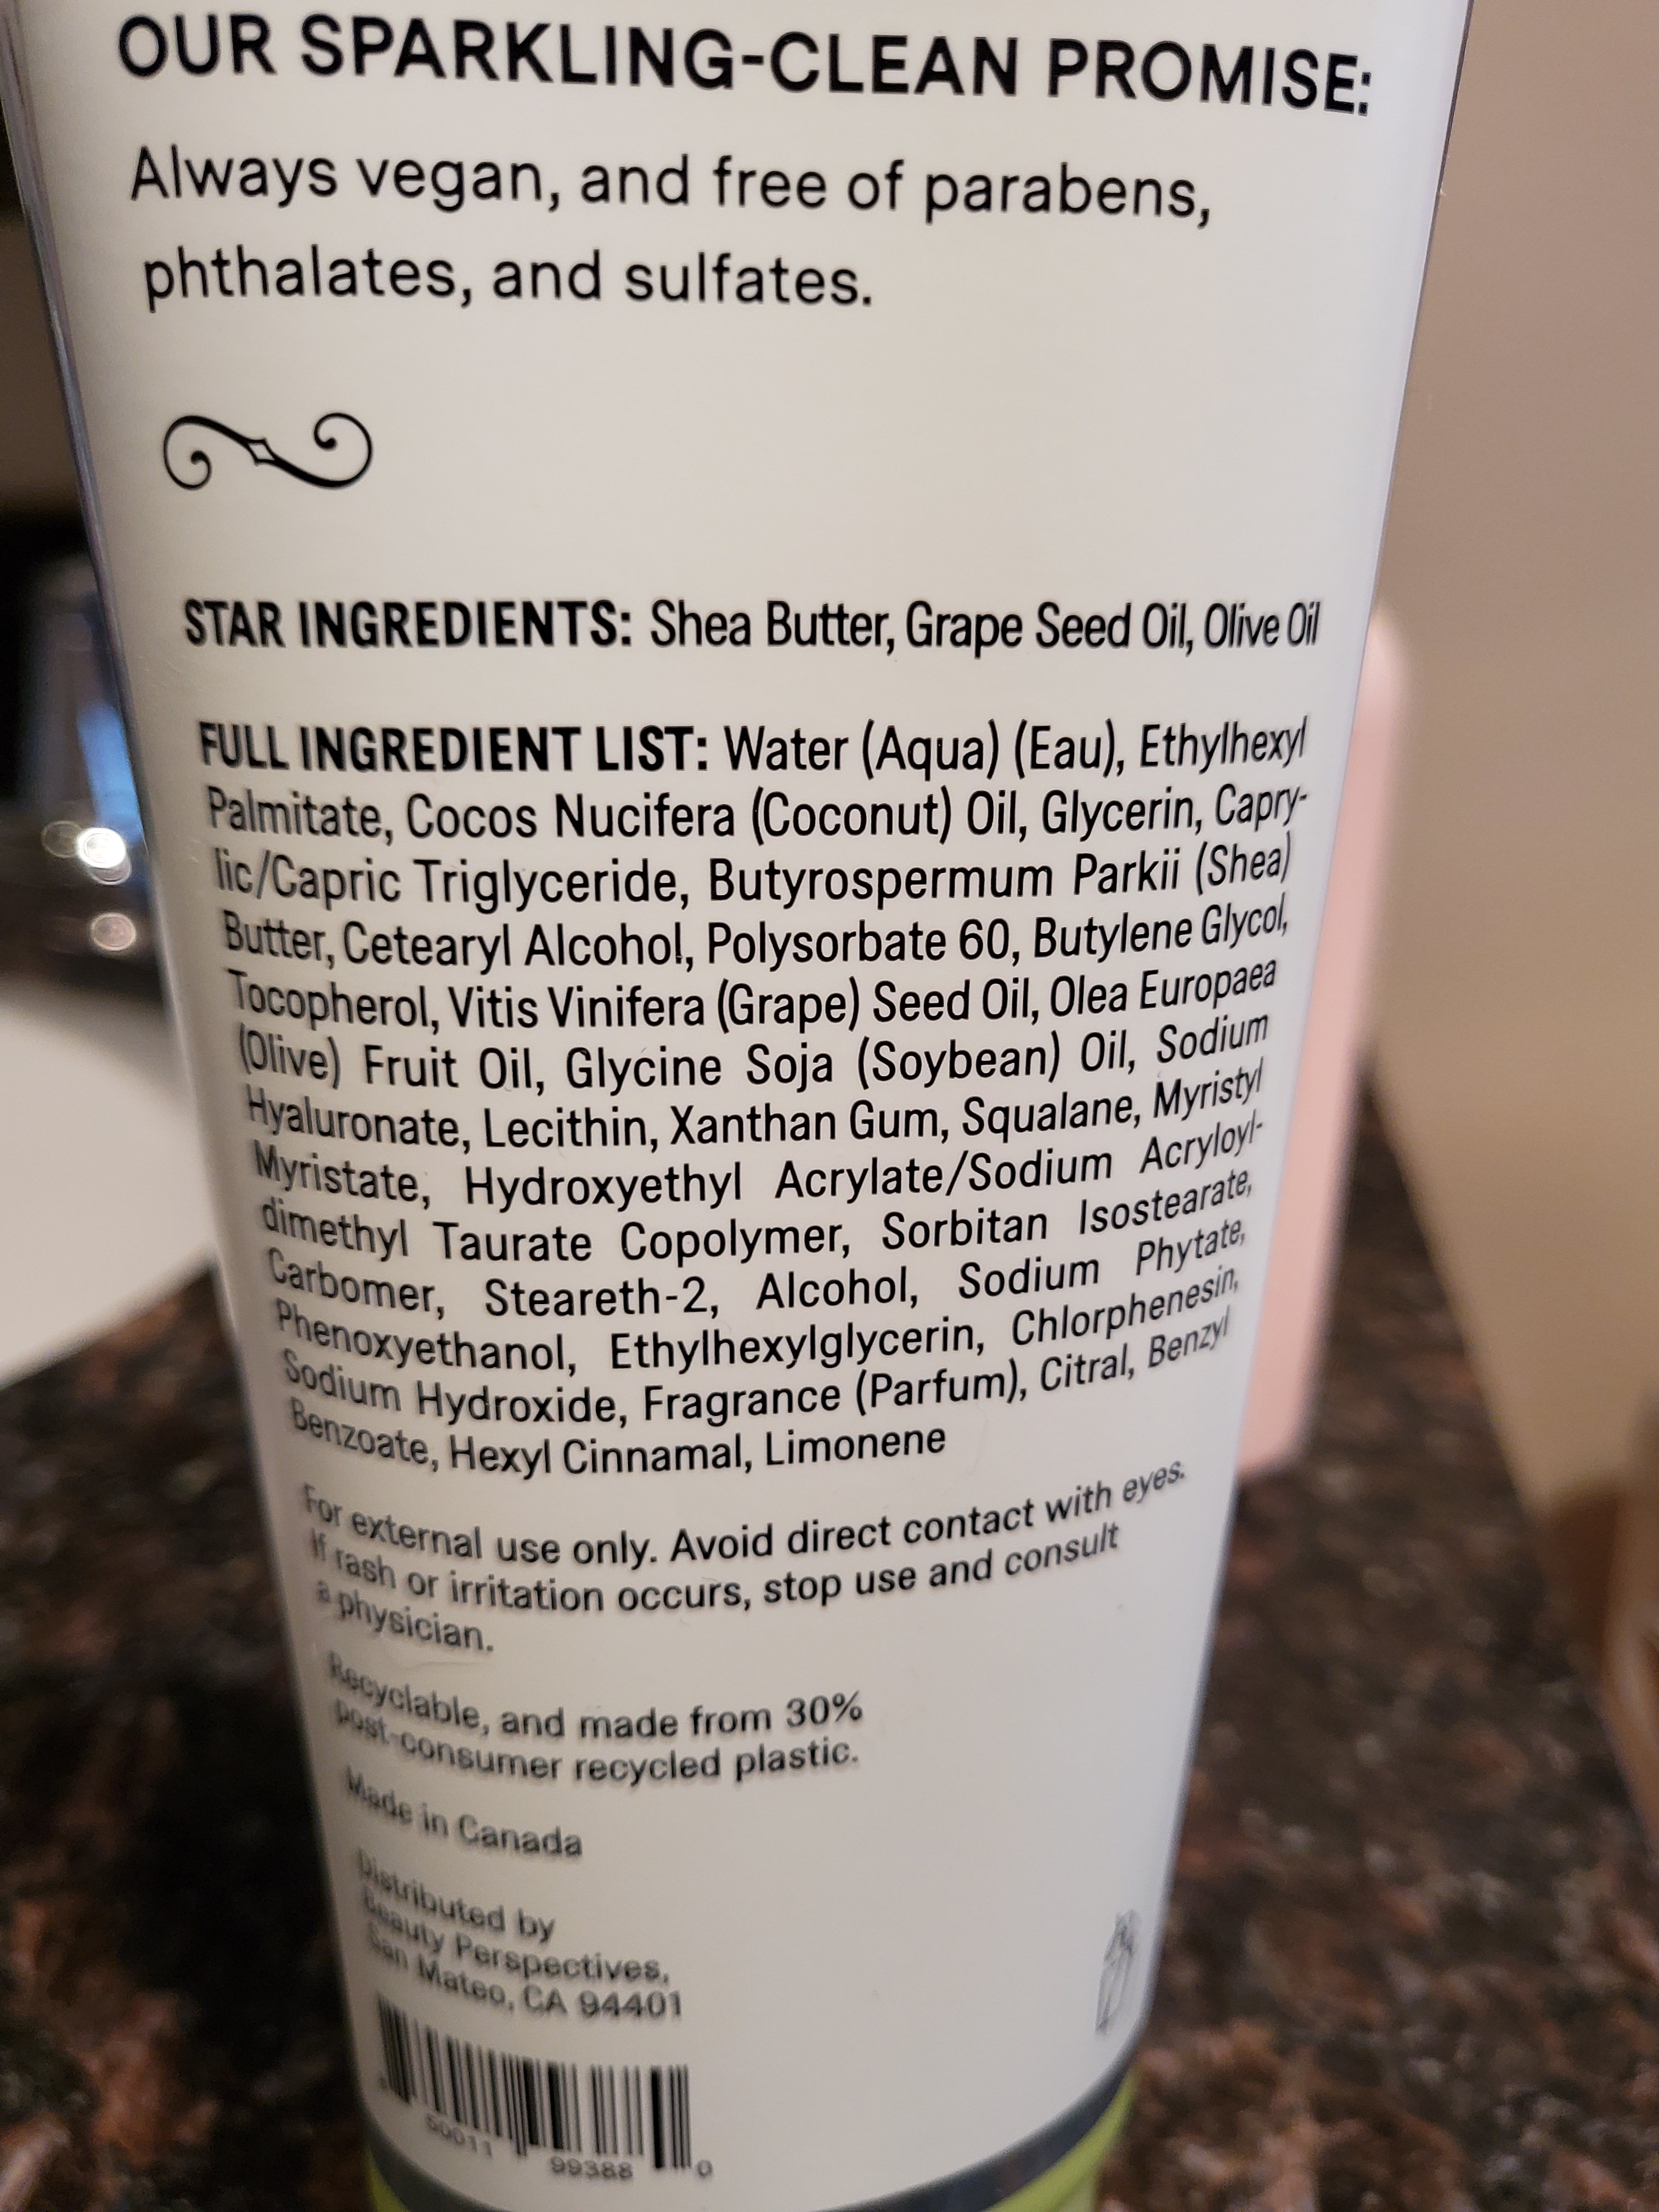 OUR SPARKLING-CLEAN PROMISE:
Always vegan, and free of parabens,
phthalates, and sulfates.
STAR INGREDIENTS: Shea Butter, Grape Seed Oil, Olive Oil
FULL INGREDIENT LIST: Water (Aqua) (Eau), Ethylhexyl
Palmitate, Cocos Nucifera (Coconut) Oil, Glycerin, Capry-
lic/Capric Triglyceride, Butyrospermum Parkii (Shea)
Butter, Cetearyl Alcohol, Polysorbate 60, Butylene Glycol,
Tocopherol, Vitis Vinifera (Grape) Seed Oil, Olea Europaea
(Olive) Fruit Oil, Glycine Soja (Soybean) Oil, Sodium
Hyaluronate, Lecithin, Xanthan Gum, Squalane, Myristyl
Myristate, Hydroxyethyl Acrylate/Sodium Acryloyl-
dimethyl Taurate Copolymer, Sorbitan Isostearate,
Carbomer, Steareth-2, Alcohol, Sodium Phytate,
Phenoxyethanol, Ethylhexylglycerin, Chlorphenesin,
Sodium Hydroxide, Fragrance (Parfum), Citral, Benzyl
Benzoate, Hexyl Cinnamal, Limonene
For external use only. Avoid direct contact with eyes.
If rash or irritation occurs, stop use and consult
a physician.
Recyclable, and made from 30%
post-consumer recycled plastic.
Made in Canada
Distributed by
Beauty Perspectives,
San Mateo, CA 94401
50011 99388 0